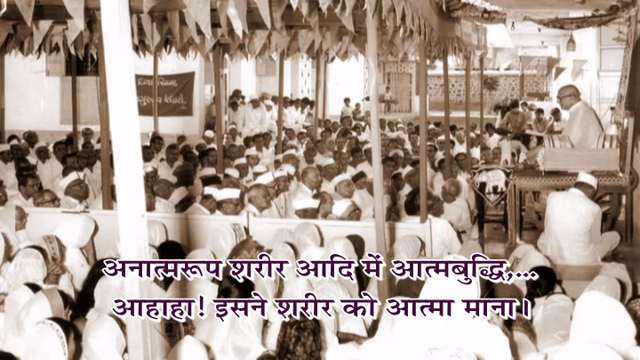 अनात्मरूप शरीर आदि में आत्मबुद्धि,...
आहाहा! इसने शरीर को आत्मा माना।